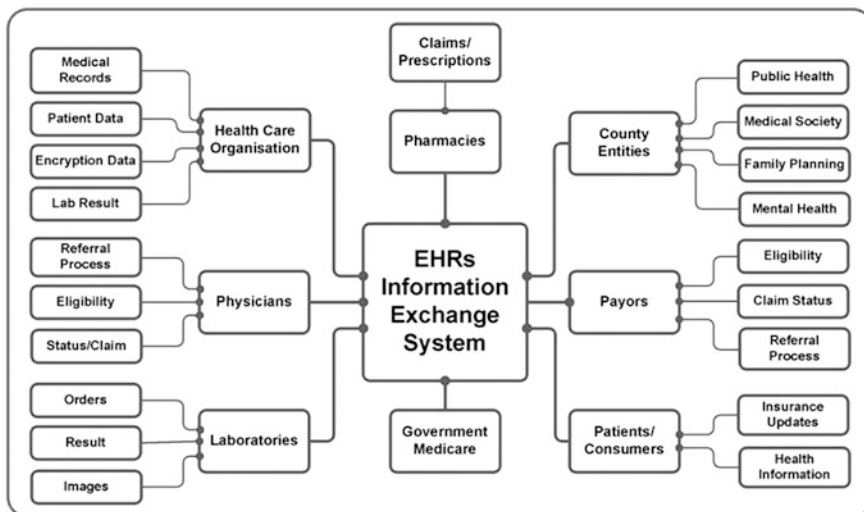 Medical
Records
Patient Data
Encryption Data
Lab Result
Health Care
Organisation
Referral
Process
Eligibility
Status/Claim
Physicians
Orders
Result
Images
Laboratories
Claims/
Prescriptions
Pharmacies
EHRs
Information
Exchange
System
Government
Medicare
County
Entities
Public Health
Medical Society
Family Planning
Mental Health
Payors
Eligibility
Claim Status
Referral
Process
Patients/
Consumers
Insurance
Updates
Health
Information